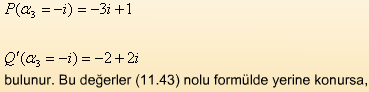 P(α₃ = −i) = −3i + 1
Q'(α₃ = −i) = −2 + 2i
bulunur. Bu değerler (11.43) nolu formülde yerine konursa,